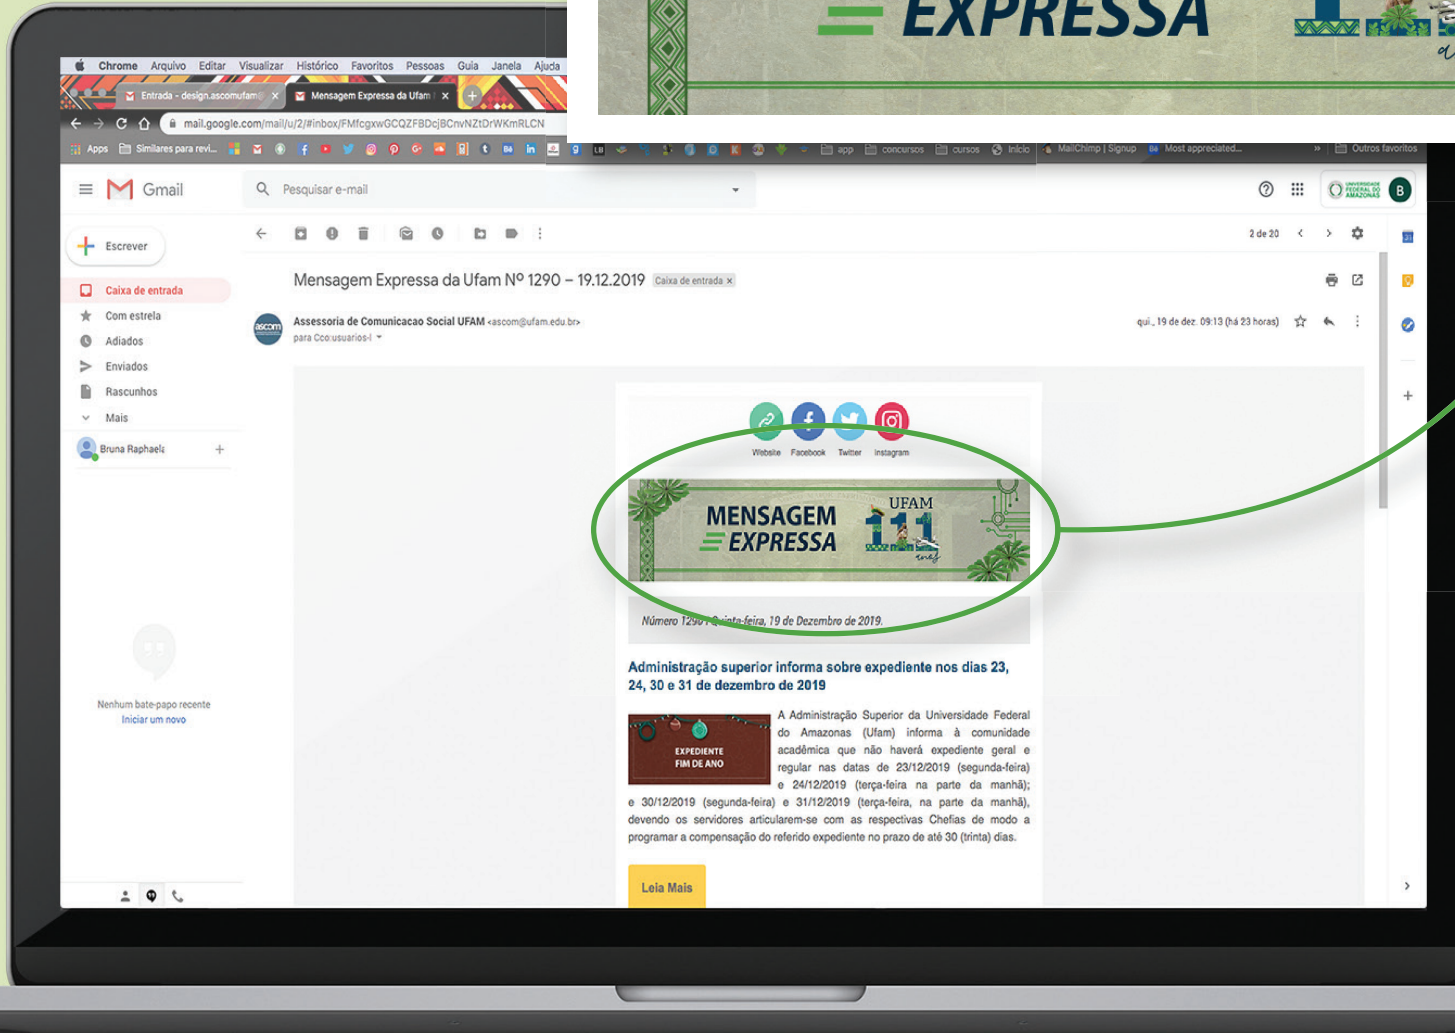 EXPRESSA
Chrome Arquivo Editar Visualizar Histórico Favoritos Pessoas Guia Janela Ajuda
Entrada - design.ascomufam@ ×
Mensagem Expressa da Ufam ×
mail.google.com/mail/u/2/#inbox/FMfcgxwGCQZFBDcjBCnvNZtDrWKmRLCN
Apps Similares para revi... app concursos cursos Início MailChimp | Signup Most appreciated... » Outros favoritos
Gmail
Pesquisar e-mail
UNIVERSIDADE
FEDERAL DO
AMAZONAS
B
Escrever
2 de 20
Caixa de entrada
Com estrela
Adiados
Enviados
Rascunhos
Mais
Bruna Raphaela
Nenhum bate-papo recente
Iniciar um novo
Mensagem Expressa da Ufam Nº 1290 – 19.12.2019 Caixa de entrada ×
ascom
Assessoria de Comunicacao Social UFAM <ascom@ufam.edu.br>
para Cco:usuarios-l
qui., 19 de dez. 09:13 (há 23 horas)
Website Facebook Twitter Instagram
MENSAGEM
EXPRESSA
UFAM
111
anos
Número 1290 | Quinta-feira, 19 de Dezembro de 2019.
Administração superior informa sobre expediente nos dias 23,
24, 30 e 31 de dezembro de 2019
EXPEDIENTE
FIM DE ANO
A Administração Superior da Universidade Federal
do Amazonas (Ufam) informa à comunidade
acadêmica que não haverá expediente geral e
regular nas datas de 23/12/2019 (segunda-feira)
e 24/12/2019 (terça-feira na parte da manhã);
e 30/12/2019 (segunda-feira) e 31/12/2019 (terça-feira, na parte da manhã),
devendo os servidores articularem-se com as respectivas Chefias de modo a
programar a compensação do referido expediente no prazo de até 30 (trinta) dias.
Leia Mais